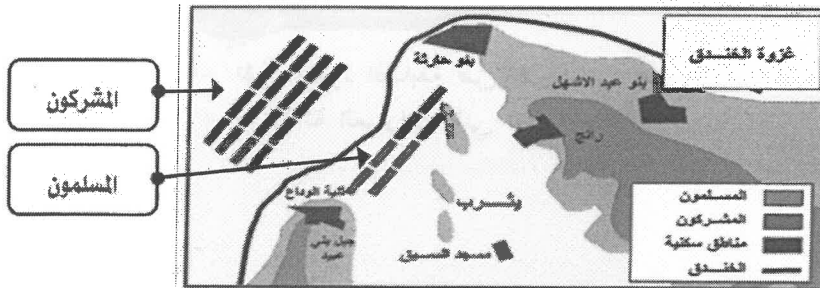 غزوة الخندق
المشركون
المسلمون
بنو حارثة
بنو عبد الأشهل
راتج
ثنية الوداع
يثرب
جبل بني عبيد
مسجد السبق
المسلمون
المشركون
مناطق سكنية
الخندق